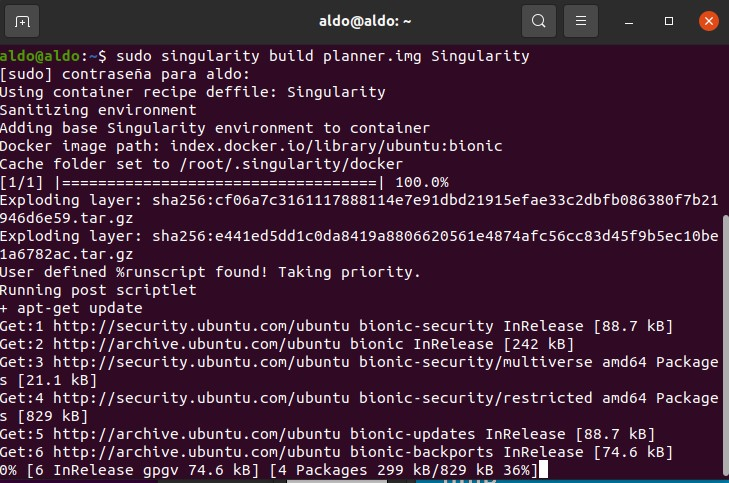 aldo@aldo: ~
aldo@aldo:~$ sudo singularity build planner.img Singularity
[sudo] contraseña para aldo:
Using container recipe deffile: Singularity
Sanitizing environment
Adding base Singularity environment to container
Docker image path: index.docker.io/library/ubuntu:bionic
Cache folder set to /root/.singularity/docker
[1/1] |===================================| 100.0%
Exploding layer: sha256:cf06a7c3161117888114e7e91dbd21915efae33c2dbfb086380f7b21
946d6e59.tar.gz
Exploding layer: sha256:e441ed5dd1c0da8419a8806620561e4874afc56cc83d45f9b5ec10be
1a6782ac.tar.gz
User defined %runscript found! Taking priority.
Running post scriptlet
+ apt-get update
Get:1 http://security.ubuntu.com/ubuntu bionic-security InRelease [88.7 kB]
Get:2 http://archive.ubuntu.com/ubuntu bionic InRelease [242 kB]
Get:3 http://security.ubuntu.com/ubuntu bionic-security/multiverse amd64 Package
s [21.1 kB]
Get:4 http://security.ubuntu.com/ubuntu bionic-security/restricted amd64 Package
s [829 kB]
Get:5 http://archive.ubuntu.com/ubuntu bionic-updates InRelease [88.7 kB]
Get:6 http://archive.ubuntu.com/ubuntu bionic-backports InRelease [74.6 kB]
0% [6 InRelease gpgv 74.6 kB] [4 Packages 299 kB/829 kB 36%]